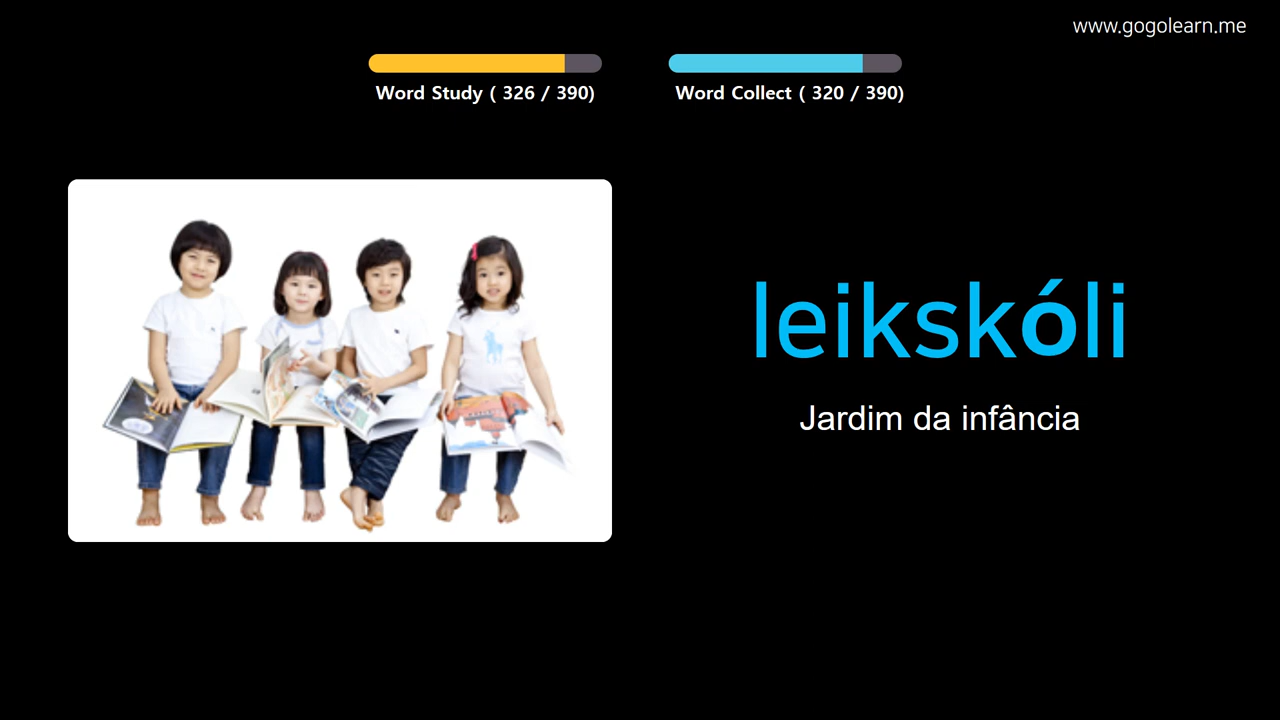 www.gogolearn.me
Word Study ( 326 / 390)
Word Collect ( 320 / 390)
leikskóli
Jardim da infância